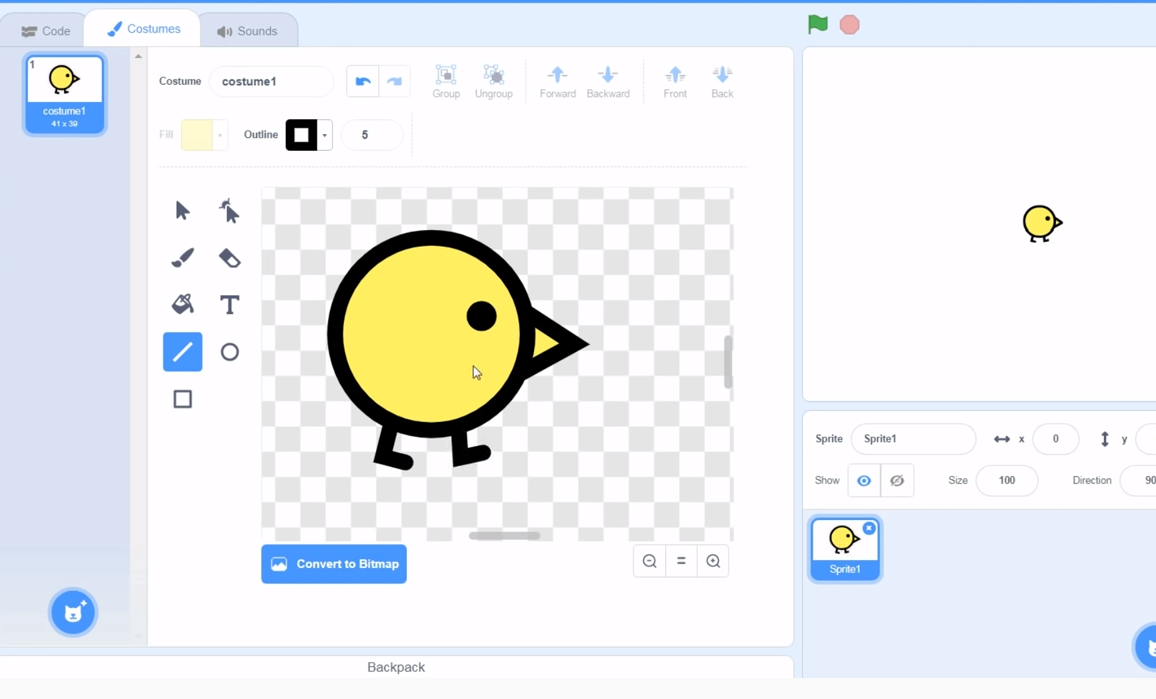 Code
Costumes
Sounds
1
costume1
41 x 39
Costume
costume1
Group
Ungroup
Forward
Backward
Front
Back
Fill
Outline
5
T
Convert to Bitmap
=
Backpack
Sprite
Sprite1
x
0
y
Show
Size
100
Direction
90
Sprite1